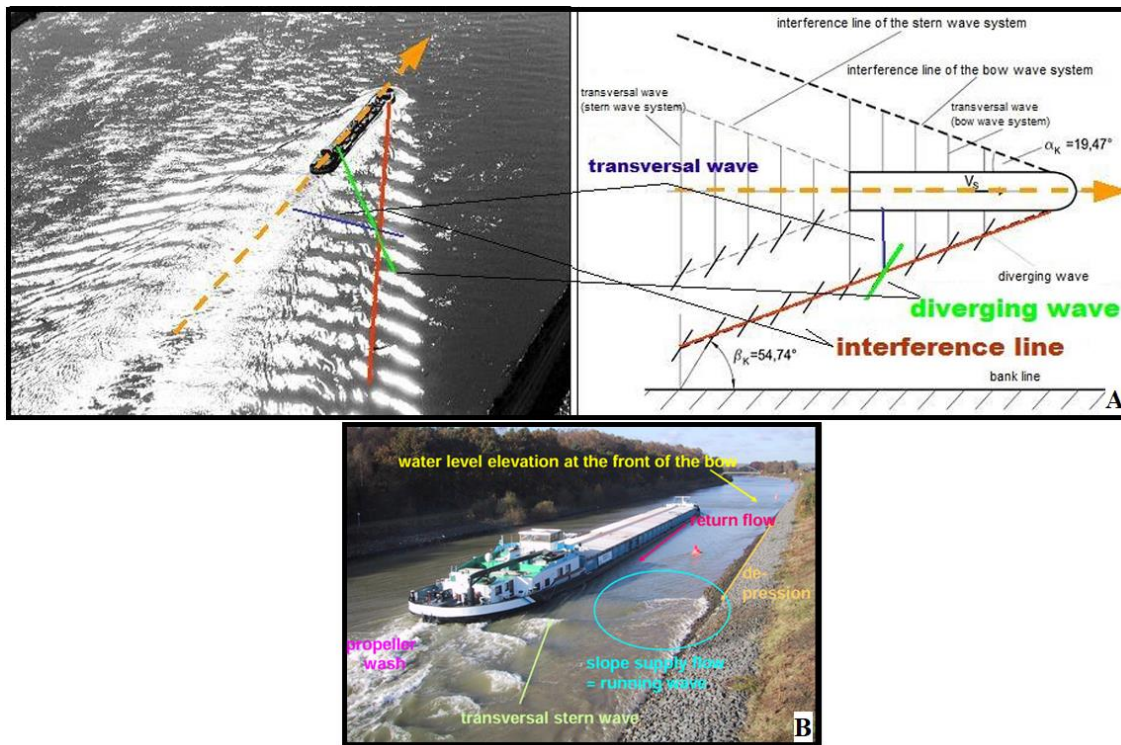 interference line of the stern wave system
interference line of the bow wave system
transversal wave
(stern wave system)
transversal wave
(bow wave system)
αK =19,47°
transversal wave
Vs
diverging wave
diverging wave
interference line
βK=54,74°
bank line
A
water level elevation at the front of the bow
return flow
de-
pression
propeller
wash
slope supply flow
= running wave
transversal stern wave
B